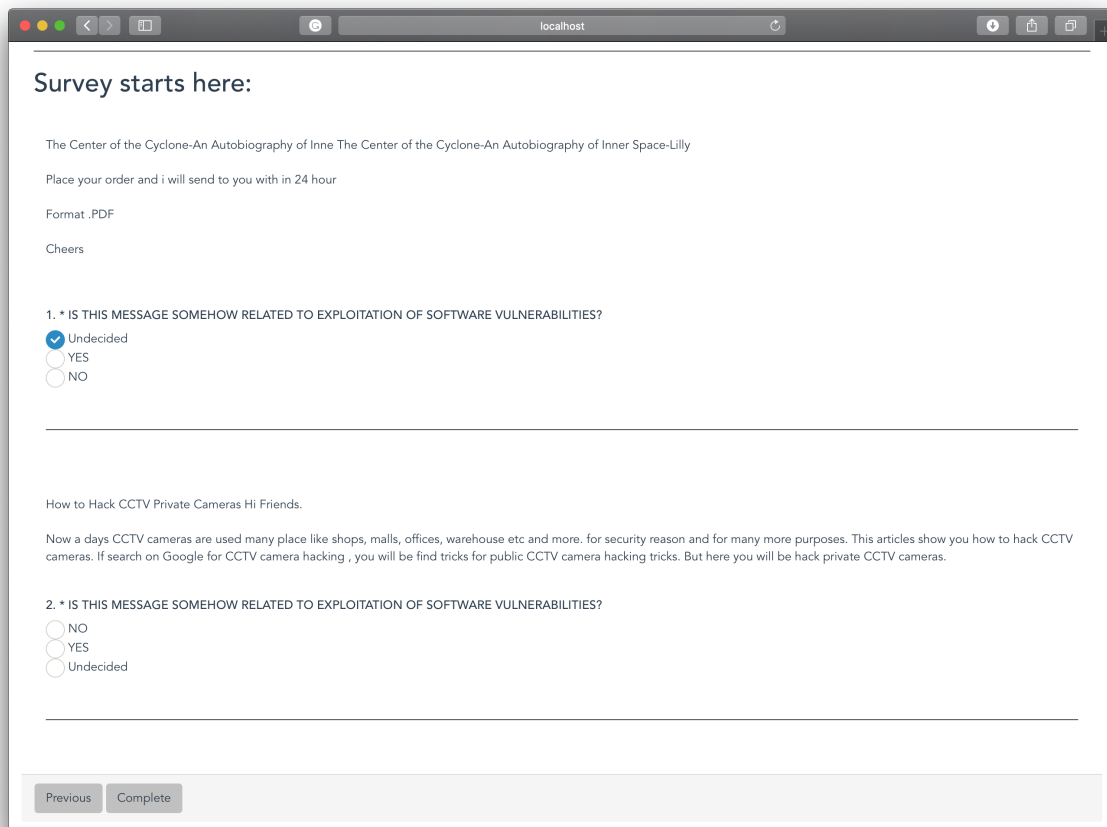 localhost
Survey starts here:
The Center of the Cyclone-An Autobiography of Inne The Center of the Cyclone-An Autobiography of Inner Space-Lilly
Place your order and i will send to you with in 24 hour
Format .PDF
Cheers
1. * IS THIS MESSAGE SOMEHOW RELATED TO EXPLOITATION OF SOFTWARE VULNERABILITIES?
Undecided
YES
NO
How to Hack CCTV Private Cameras Hi Friends.
Now a days CCTV cameras are used many place like shops, malls, offices, warehouse etc and more. for security reason and for many more purposes. This articles show you how to hack CCTV
cameras. If search on Google for CCTV camera hacking , you will be find tricks for public CCTV camera hacking tricks. But here you will be hack private CCTV cameras.
2. * IS THIS MESSAGE SOMEHOW RELATED TO EXPLOITATION OF SOFTWARE VULNERABILITIES?
NO
YES
Undecided
Previous Complete